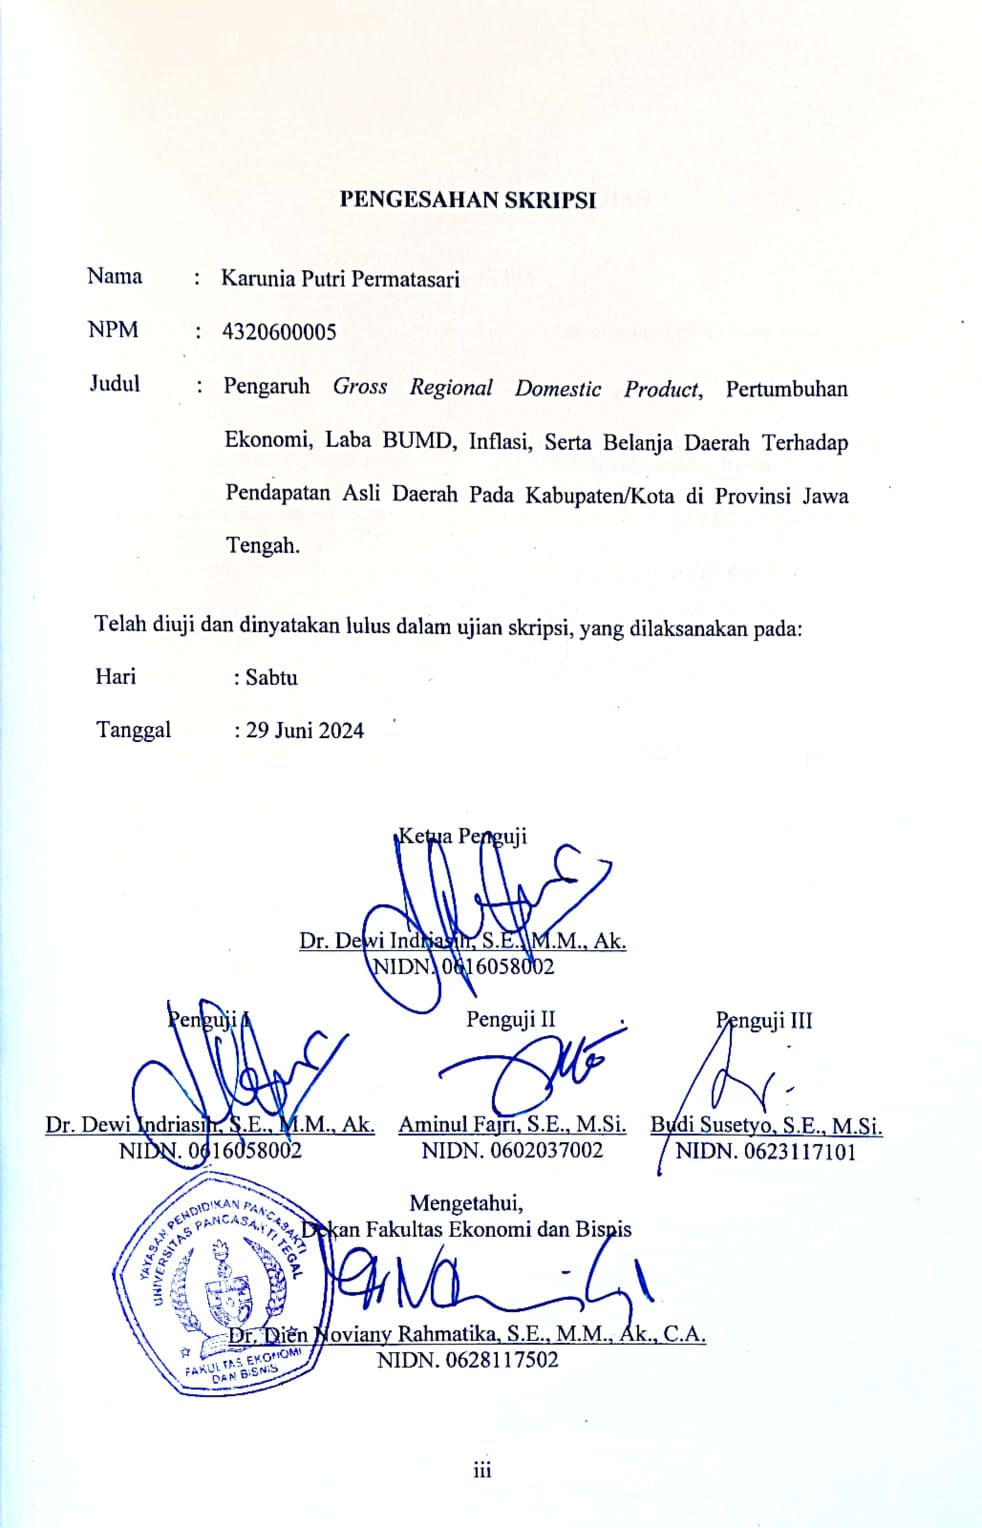 PENGESAHAN SKRIPSI
Nama : Karunia Putri Permatasari
NPM : 4320600005
Judul : Pengaruh Gross Regional Domestic Product, Pertumbuhan
Ekonomi, Laba BUMD, Inflasi, Serta Belanja Daerah Terhadap
Pendapatan Asli Daerah Pada Kabupaten/Kota di Provinsi Jawa
Tengah.
Telah diuji dan dinyatakan lulus dalam ujian skripsi, yang dilaksanakan pada:
Hari : Sabtu
Tanggal : 29 Juni 2024
Ketua Penguji
Dr. Dewi Indriasih, S.E., M.M., Ak.
NIDN. 0616058002
Penguji I Penguji II Penguji III
Dr. Dewi Indriasih, S.E., M.M., Ak. Aminul Fajri, S.E., M.Si. Budi Susetyo, S.E., M.Si.
NIDN. 0616058002 NIDN. 0602037002 NIDN. 0623117101
Mengetahui,
Dekan Fakultas Ekonomi dan Bisnis
YAYASAN PENDIDIKAN PANCASAKTI
UNIVERSITAS PANCASAKTI TEGAL
FAKULTAS EKONOMI
DAN BISNIS
Dr. Dien Noviany Rahmatika, S.E., M.M., Ak., C.A.
NIDN. 0628117502
iii